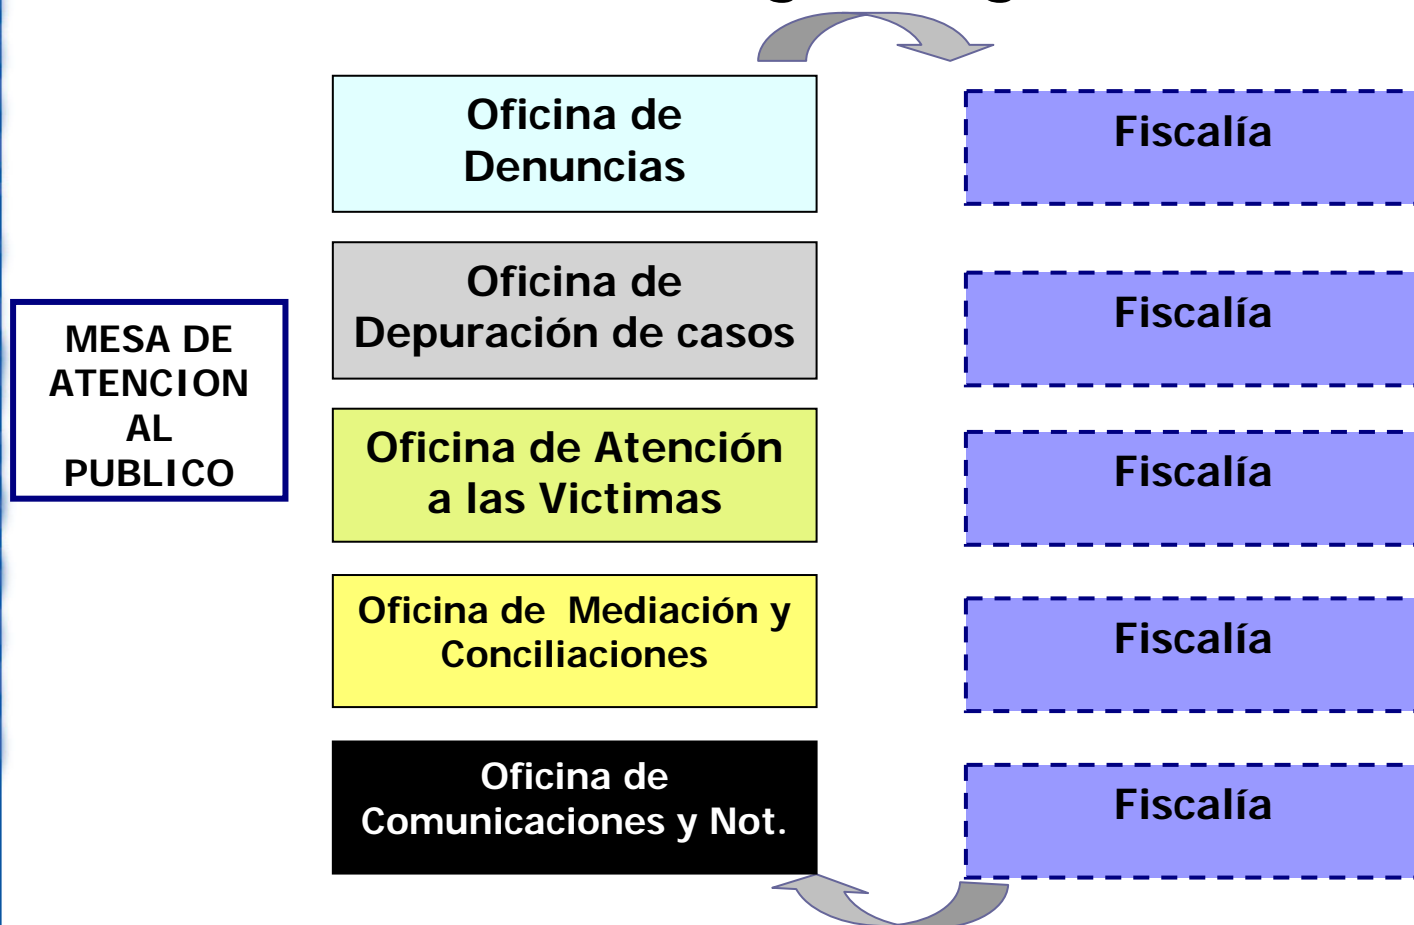 MESA DE
ATENCION
AL
PUBLICO
Oficina de
Denuncias
Oficina de
Depuración de casos
Oficina de Atención
a las Victimas
Oficina de Mediación y
Conciliaciones
Oficina de
Comunicaciones y Not.
Fiscalía
Fiscalía
Fiscalía
Fiscalía
Fiscalía